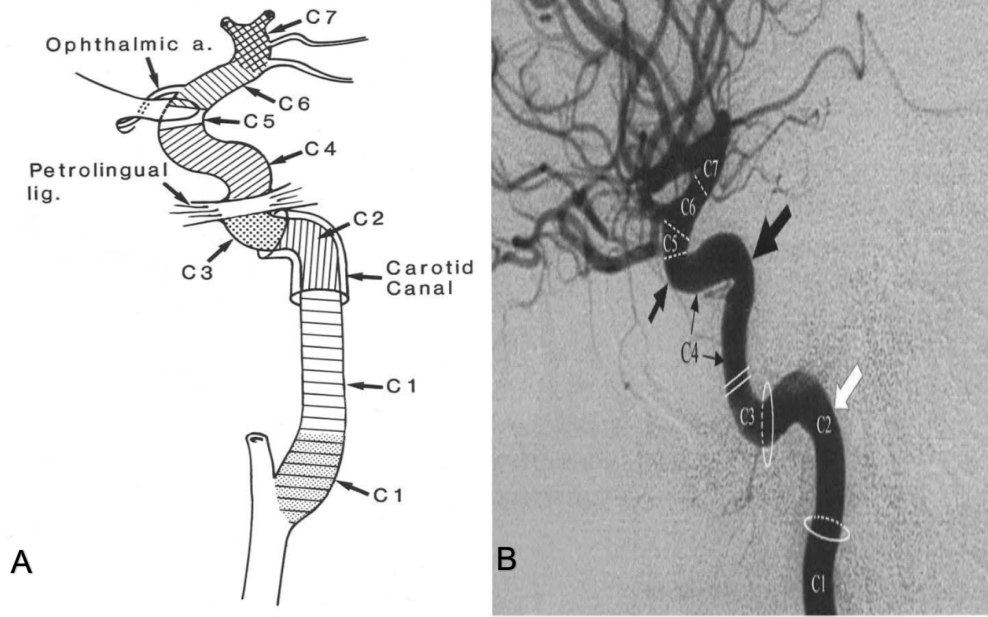 C7
Ophthalmic a.
C6
C5
C4
Petrolingual
lig.
C2
C3
Carotid
Canal
C1
C1
A
C7
C6
C5
C4
C3
C2
C1
B